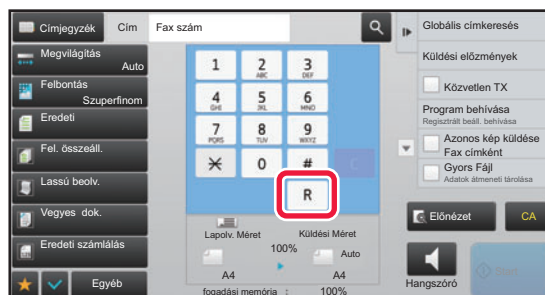 Címjegyzék
Cím
Fax szám
Megvilágítás
Auto
Felbontás
Szuperfinom
Eredeti
Fel. összeáll.
Lassú beolv.
Vegyes dok.
Eredeti számlálás
Egyéb
1
2
ABC
3
DEF
4
GHI
5
JKL
6
MNO
7
PQRS
8
TUV
9
WXYZ
0
#
C
R
Lapolv. Méret
Küldési Méret
100%
Auto
A4
A4
fogadási memória : 100%
Globális címkeresés
Küldési előzmények
Közvetlen TX
Program behívása
Regisztrált beáll. behívása
Azonos kép küldése
Fax címként
Gyors Fájl
Adatok átmeneti tárolása
Előnézet
CA
Hangszóró
Start